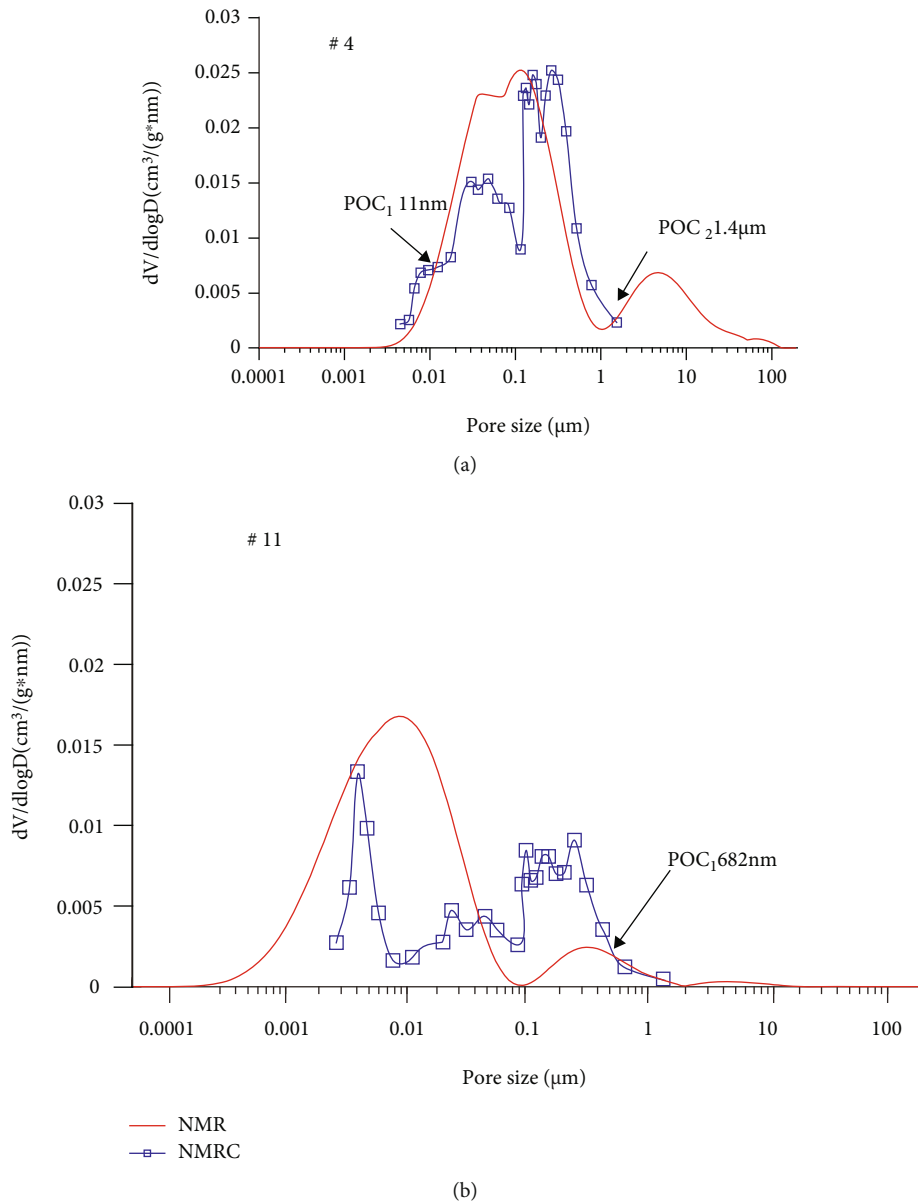 0.03
# 4
0.025
0.02
0.015
0.01
0.005
0
dV/dlogD(cm³/(g*nm))
POC₁ 11nm
POC ₂1.4μm
0.0001 0.001 0.01 0.1 1 10 100
Pore size (μm)
(a)
0.03
# 11
0.025
0.02
0.015
0.01
0.005
0
dV/dlogD(cm³/(g*nm))
POC₁682nm
0.0001 0.001 0.01 0.1 1 10 100
Pore size (μm)
NMR
NMRC
(b)